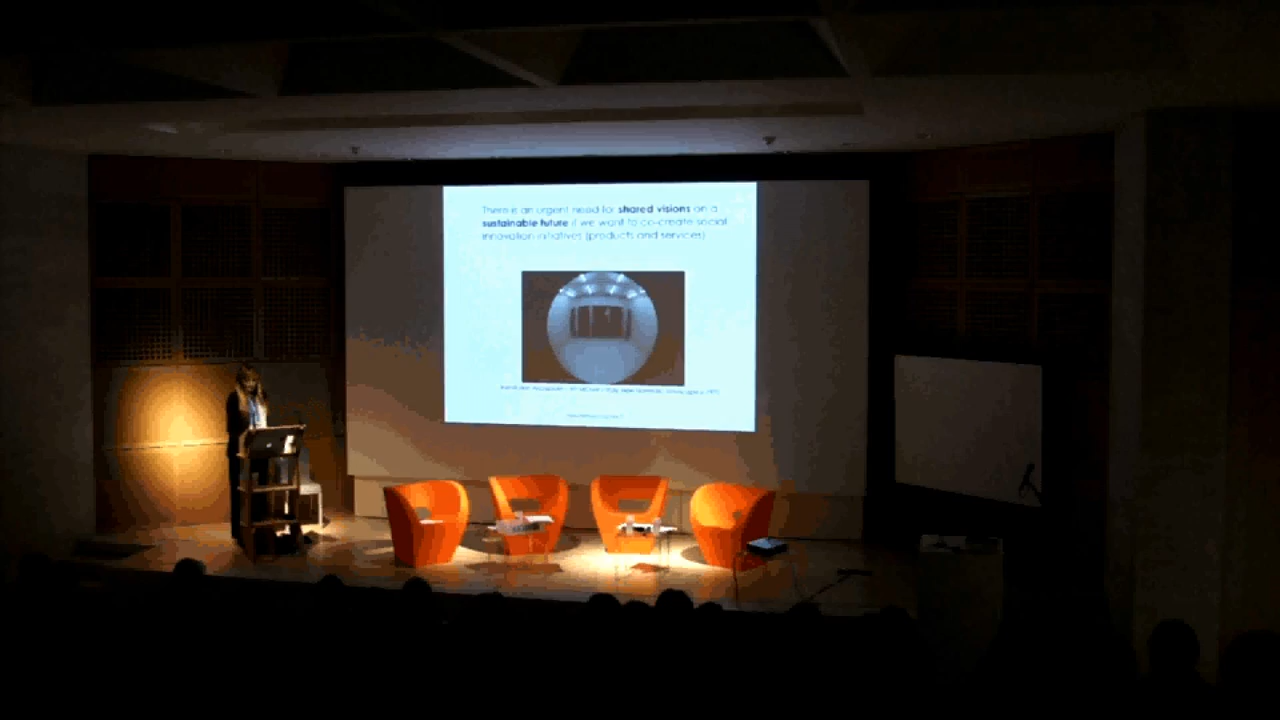 There is an urgent need for shared visions on a
sustainable future if we want to co-create social
innovation initiatives (products and services)